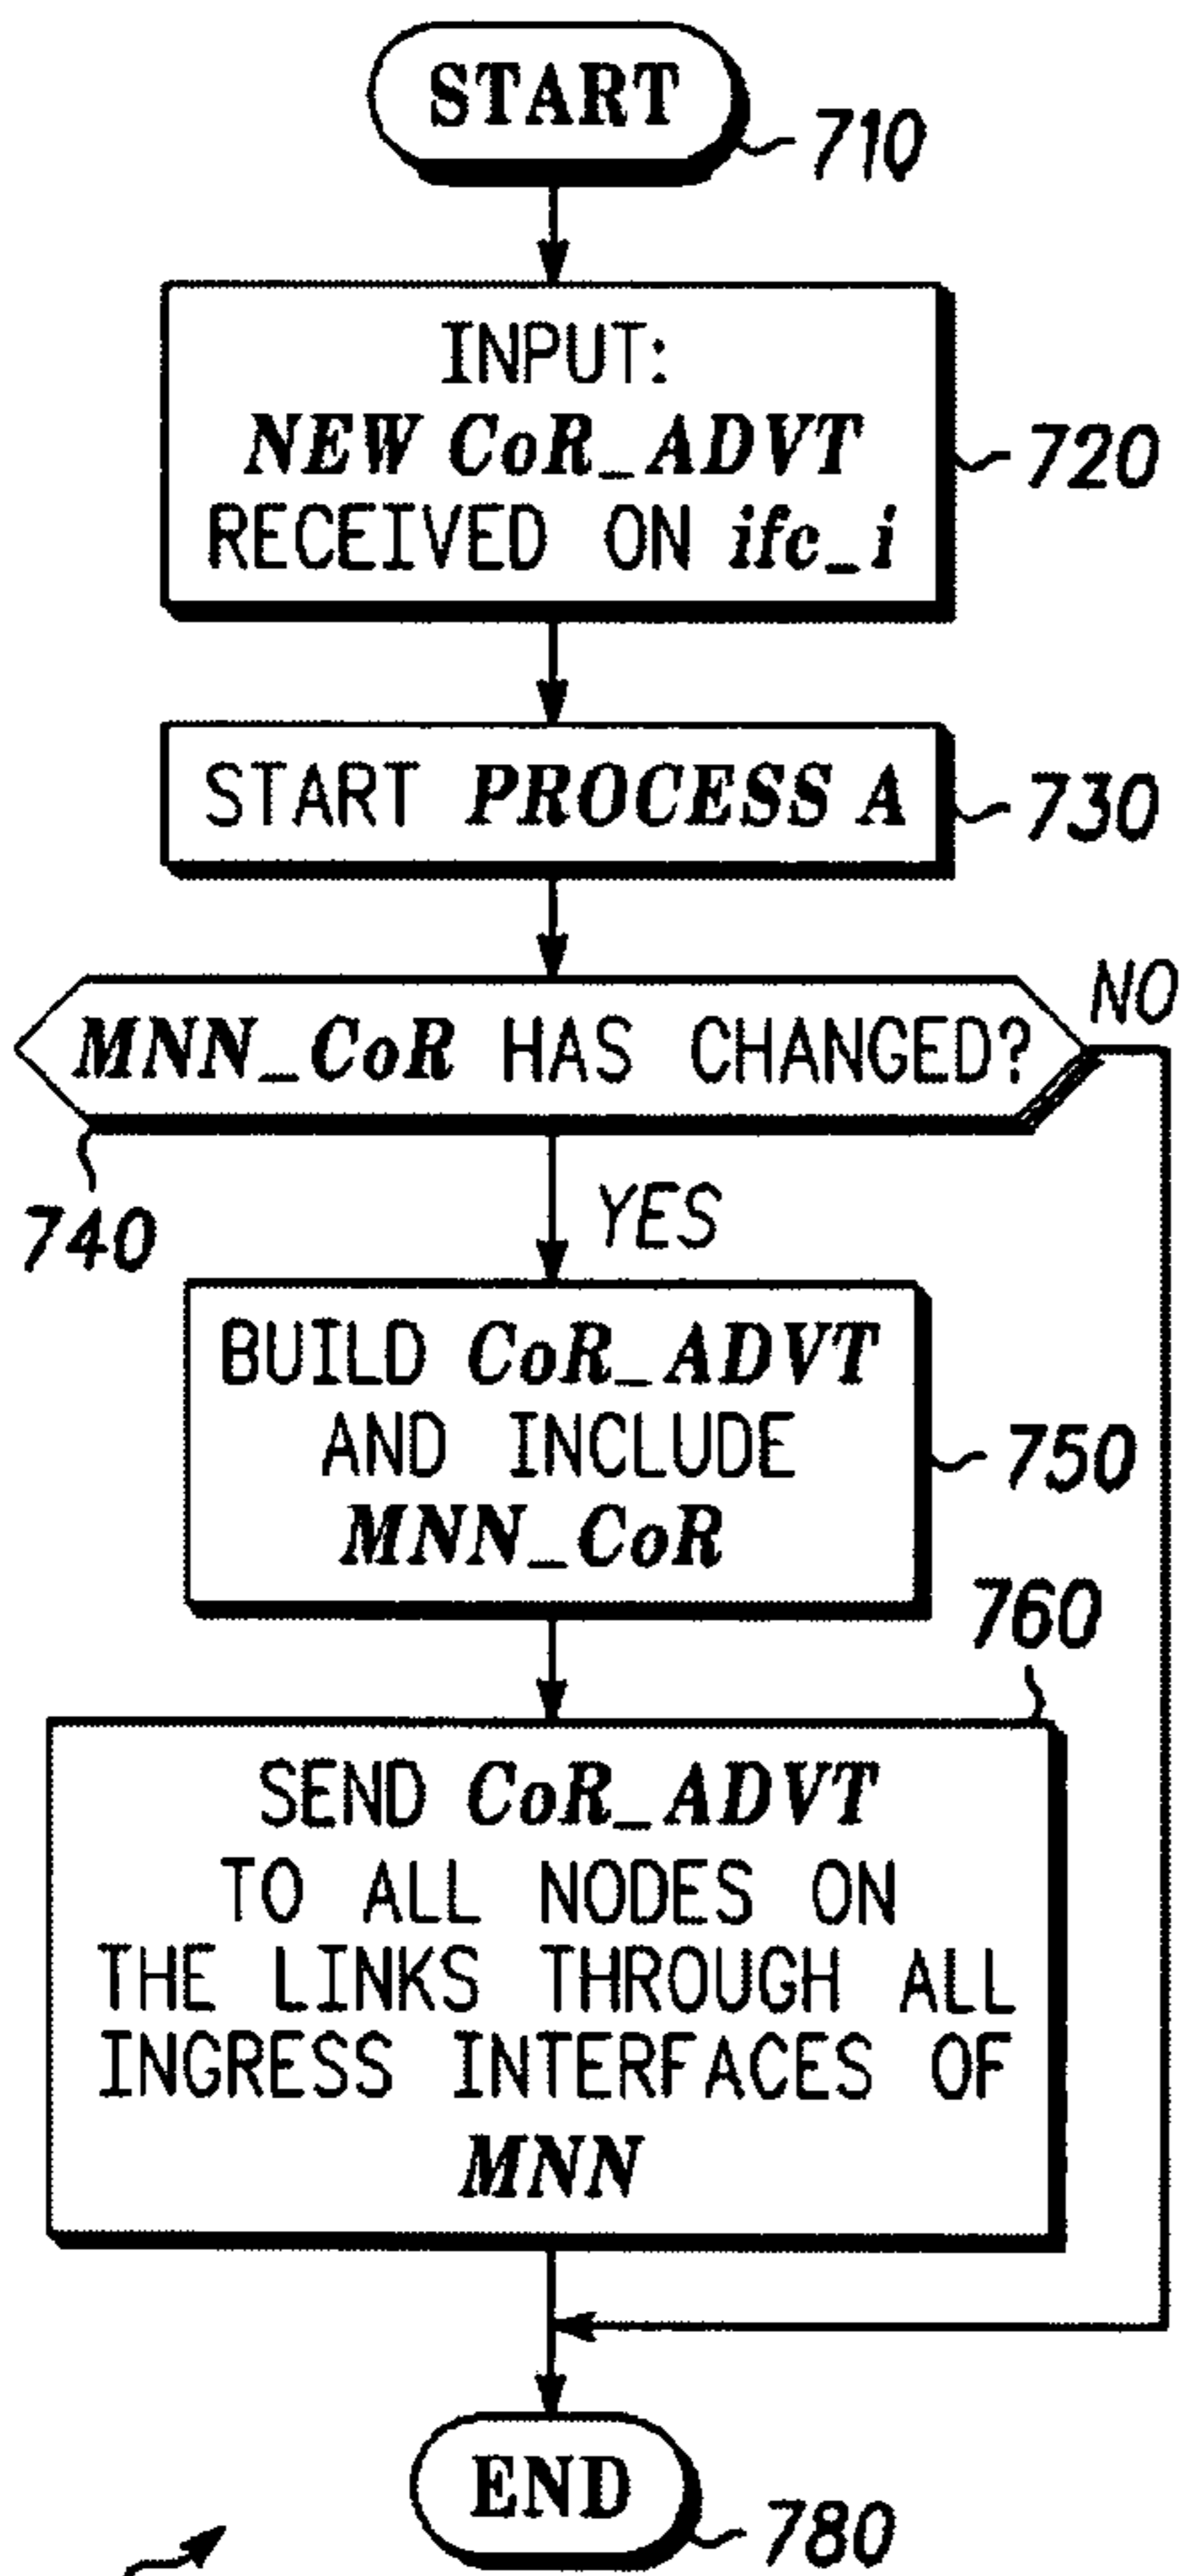 START
710
INPUT:
NEW CoR_ADVT
RECEIVED ON ifc_i
720
START PROCESS A
730
MNN_CoR HAS CHANGED?
NO
740
YES
BUILD CoR_ADVT
AND INCLUDE
MNN_CoR
750
760
SEND CoR_ADVT
TO ALL NODES ON
THE LINKS THROUGH ALL
INGRESS INTERFACES OF
MNN
END
780